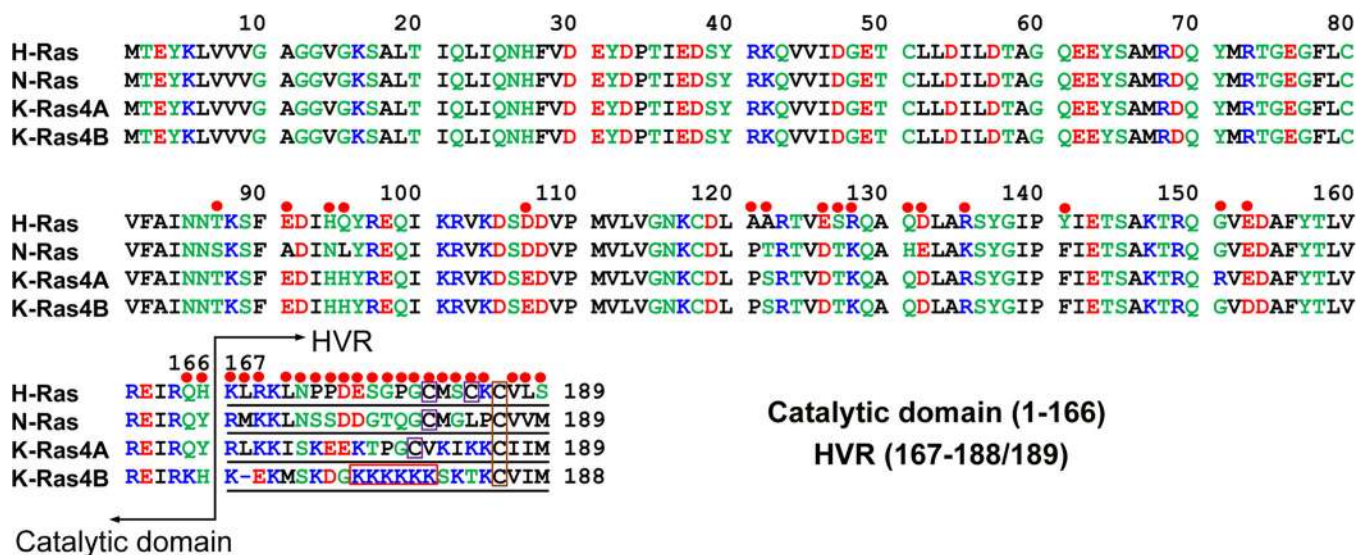 10 20 30 40 50 60 70 80
H-Ras MTEYKLVVVG AGGVGKSALT IQLIQNHFVD EYDPTIEDSY RKQVVIDGET CLLDILDTAG QEEYSAMRDQ YMRTGEGFLC
N-Ras MTEYKLVVVG AGGVGKSALT IQLIQNHFVD EYDPTIEDSY RKQVVIDGET CLLDILDTAG QEEYSAMRDQ YMRTGEGFLC
K-Ras4A MTEYKLVVVG AGGVGKSALT IQLIQNHFVD EYDPTIEDSY RKQVVIDGET CLLDILDTAG QEEYSAMRDQ YMRTGEGFLC
K-Ras4B MTEYKLVVVG AGGVGKSALT IQLIQNHFVD EYDPTIEDSY RKQVVIDGET CLLDILDTAG QEEYSAMRDQ YMRTGEGFLC
90 100 110 120 130 140 150 160
H-Ras VFAINNTKSF EDIHQYREQI KRVKDSDDVP MVLVGNKCDL AARTVESRQA QDLARSYGIP YIETSAKTRQ GVEDAFYTLV
N-Ras VFAINNSKSF ADINLYREQI KRVKDSEDVP MVLVGNKCDL PTRTVDTKQA HELAKSYGIP FIETSAKTRQ GVEDAFYTLV
K-Ras4A VFAINNTKSF EDIHHYREQI KRVKDSEDVP MVLVGNKCDL PSRTVDTKQA QDLARSYGIP FIETSAKTRQ RVEDAFYTLV
K-Ras4B VFAINNTKSF EDIHHYREQI KRVKDSEDVP MVLVGNKCDL PSRTVDTKQA QDLARSYGIP FIETSAKTRQ GVDDAFYTLV
HVR
166 167
H-Ras REIRQH KLRKLNPPDESGPGCMSCKCVLS 189
N-Ras REIRQY RMKKLNSSDDGTQGCMGLPCVVM 189
K-Ras4A REIRQY RLKKISKEEKTPGCVKIKKCIIM 189
K-Ras4B REIRKH K-EKMSKDGKKKKKKSKTKCVIM 188
Catalytic domain (1-166)
HVR (167-188/189)
Catalytic domain